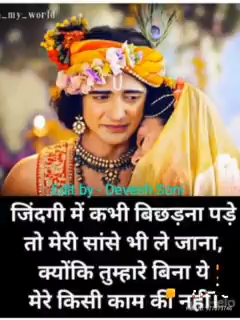 _my_world
Edit by - Devesh Soni
जिंदगी में कभी बिछड़ना पड़े
तो मेरी सांसे भी ले जाना,
क्योंकि तुम्हारे बिना ये
मेरे किसी काम की नहीं